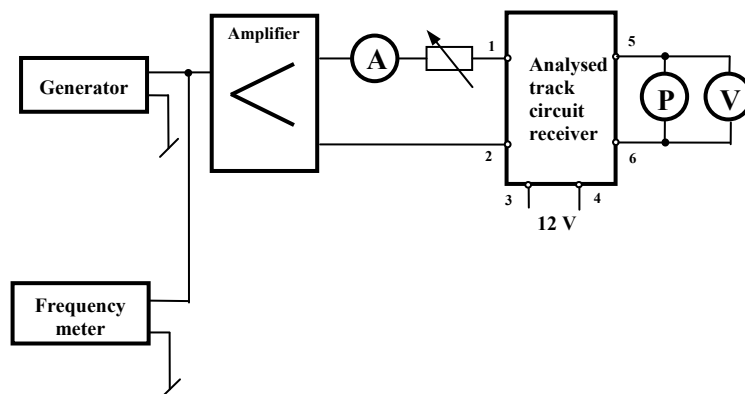 Amplifier
Generator
A
1
2
Analysed
track
circuit
receiver
3
4
12 V
5
6
P
V
Frequency
meter